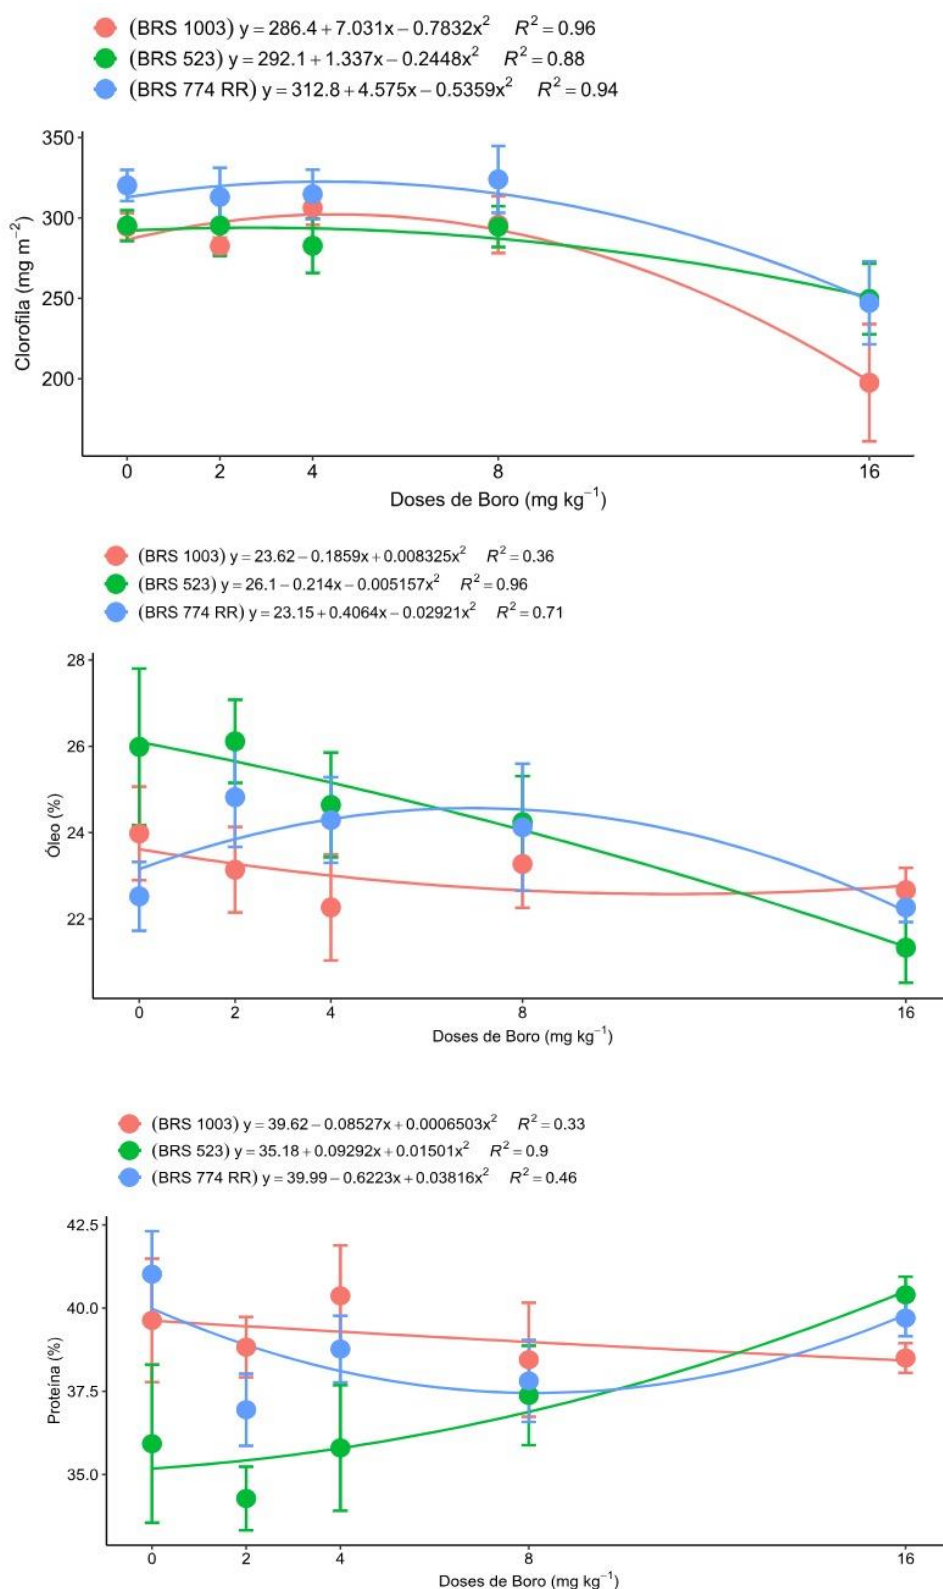 (BRS 1003) y = 286.4 + 7.031x − 0.7832x² R² = 0.96
(BRS 523) y = 292.1 + 1.337x − 0.2448x² R² = 0.88
(BRS 774 RR) y = 312.8 + 4.575x − 0.5359x² R² = 0.94
350
300
250
200
Clorofila (mg m⁻²)
0 2 4 8 16
Doses de Boro (mg kg⁻¹)
(BRS 1003) y = 23.62 − 0.1859x + 0.008325x² R² = 0.36
(BRS 523) y = 26.1 − 0.214x − 0.005157x² R² = 0.96
(BRS 774 RR) y = 23.15 + 0.4064x − 0.02921x² R² = 0.71
28
26
24
22
Óleo (%)
0 2 4 8 16
Doses de Boro (mg kg⁻¹)
(BRS 1003) y = 39.62 − 0.08527x + 0.0006503x² R² = 0.33
(BRS 523) y = 35.18 + 0.09292x + 0.01501x² R² = 0.9
(BRS 774 RR) y = 39.99 − 0.6223x + 0.03816x² R² = 0.46
42.5
40.0
37.5
35.0
Proteína (%)
0 2 4 8 16
Doses de Boro (mg kg⁻¹)